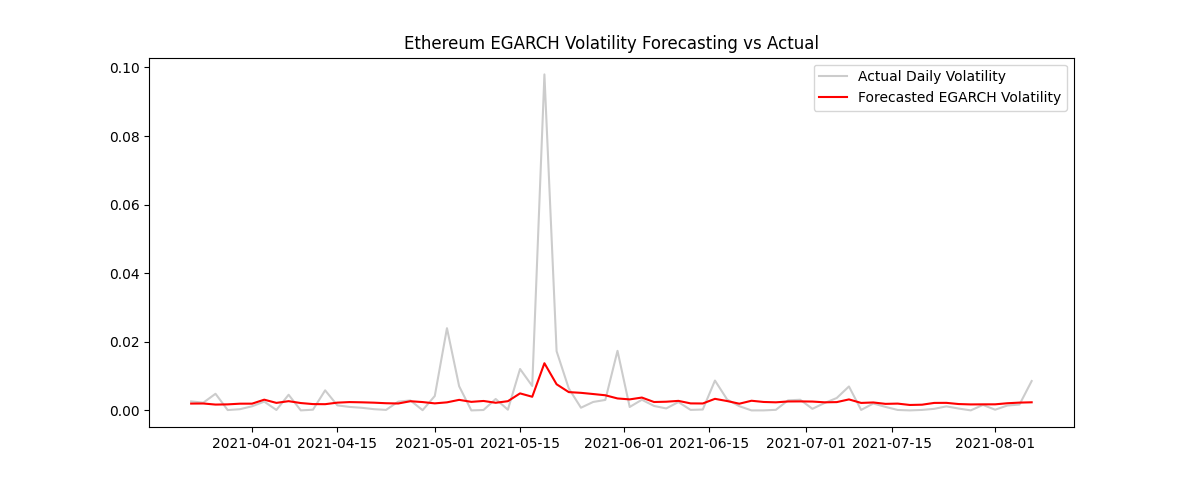 Ethereum EGARCH Volatility Forecasting vs Actual
Actual Daily Volatility
Forecasted EGARCH Volatility
0.10
0.08
0.06
0.04
0.02
0.00
2021-04-01 2021-04-15 2021-05-01 2021-05-15 2021-06-01 2021-06-15 2021-07-01 2021-07-15 2021-08-01